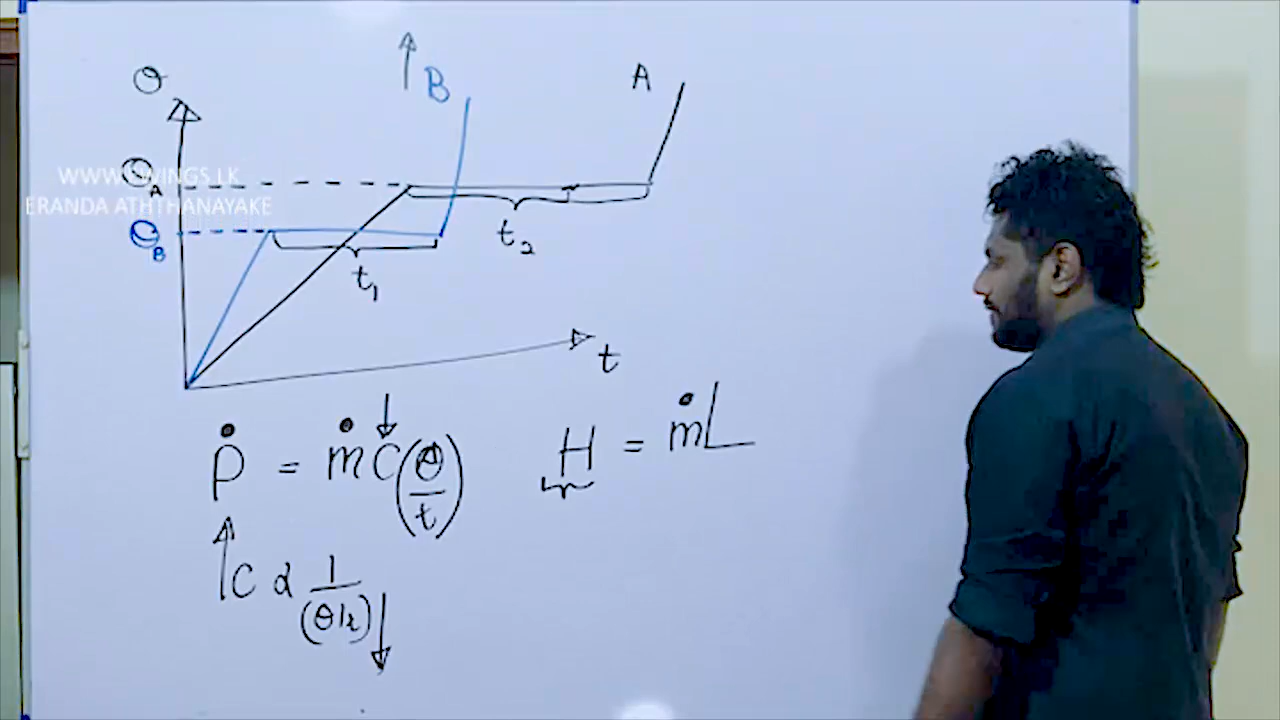 θ
B
A
WWW.WINGS.LK
θA
ERANDA ATHTHANAYAKE
θB
t₂
t₁
t
P = mC(θ/t)
H = mL
C ∝ 1/(θ/t)